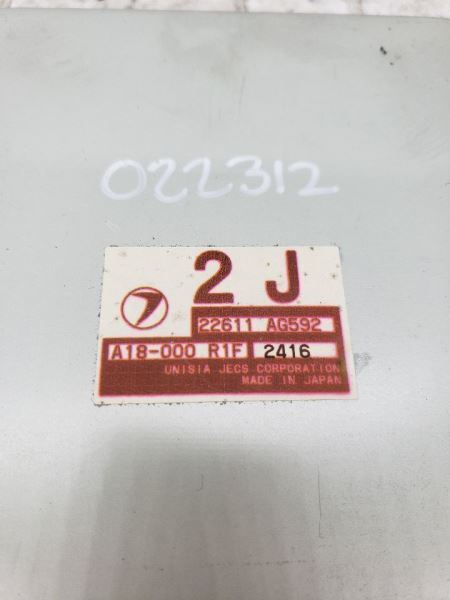 022312
2 J
22611 AG592
A18-000 R1F 2416
UNISIA JECS CORPORATION
MADE IN JAPAN